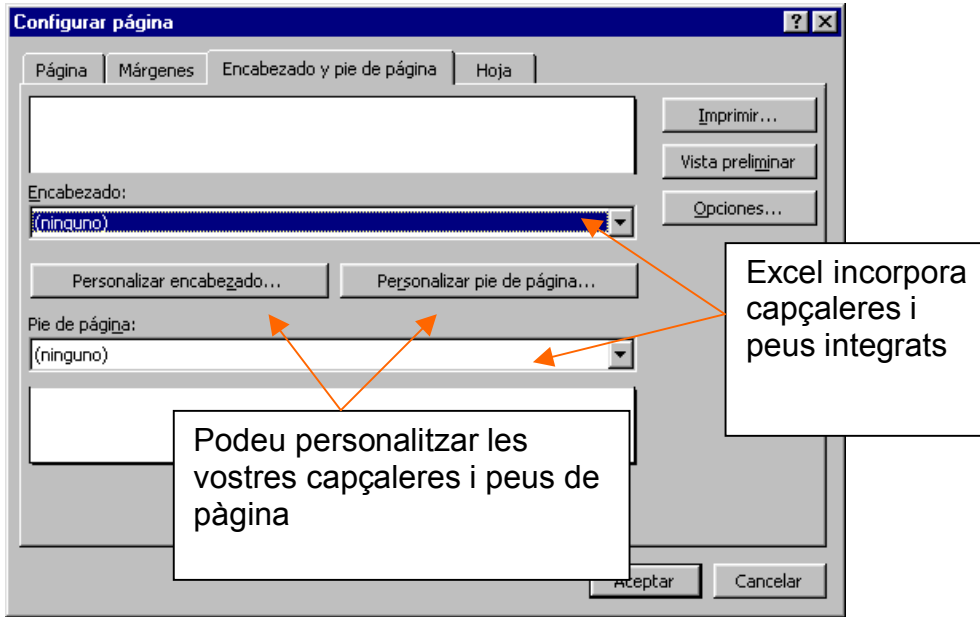 Configurar página
Página Márgenes Encabezado y pie de página Hoja
Imprimir...
Vista preliminar
Opciones...
Encabezado:
(ninguno)
Personalizar encabezado... Personalizar pie de página...
Pie de página:
(ninguno)
Excel incorpora
capçaleres i
peus integrats
Podeu personalitzar les
vostres capçaleres i peus de
pàgina
Aceptar Cancelar